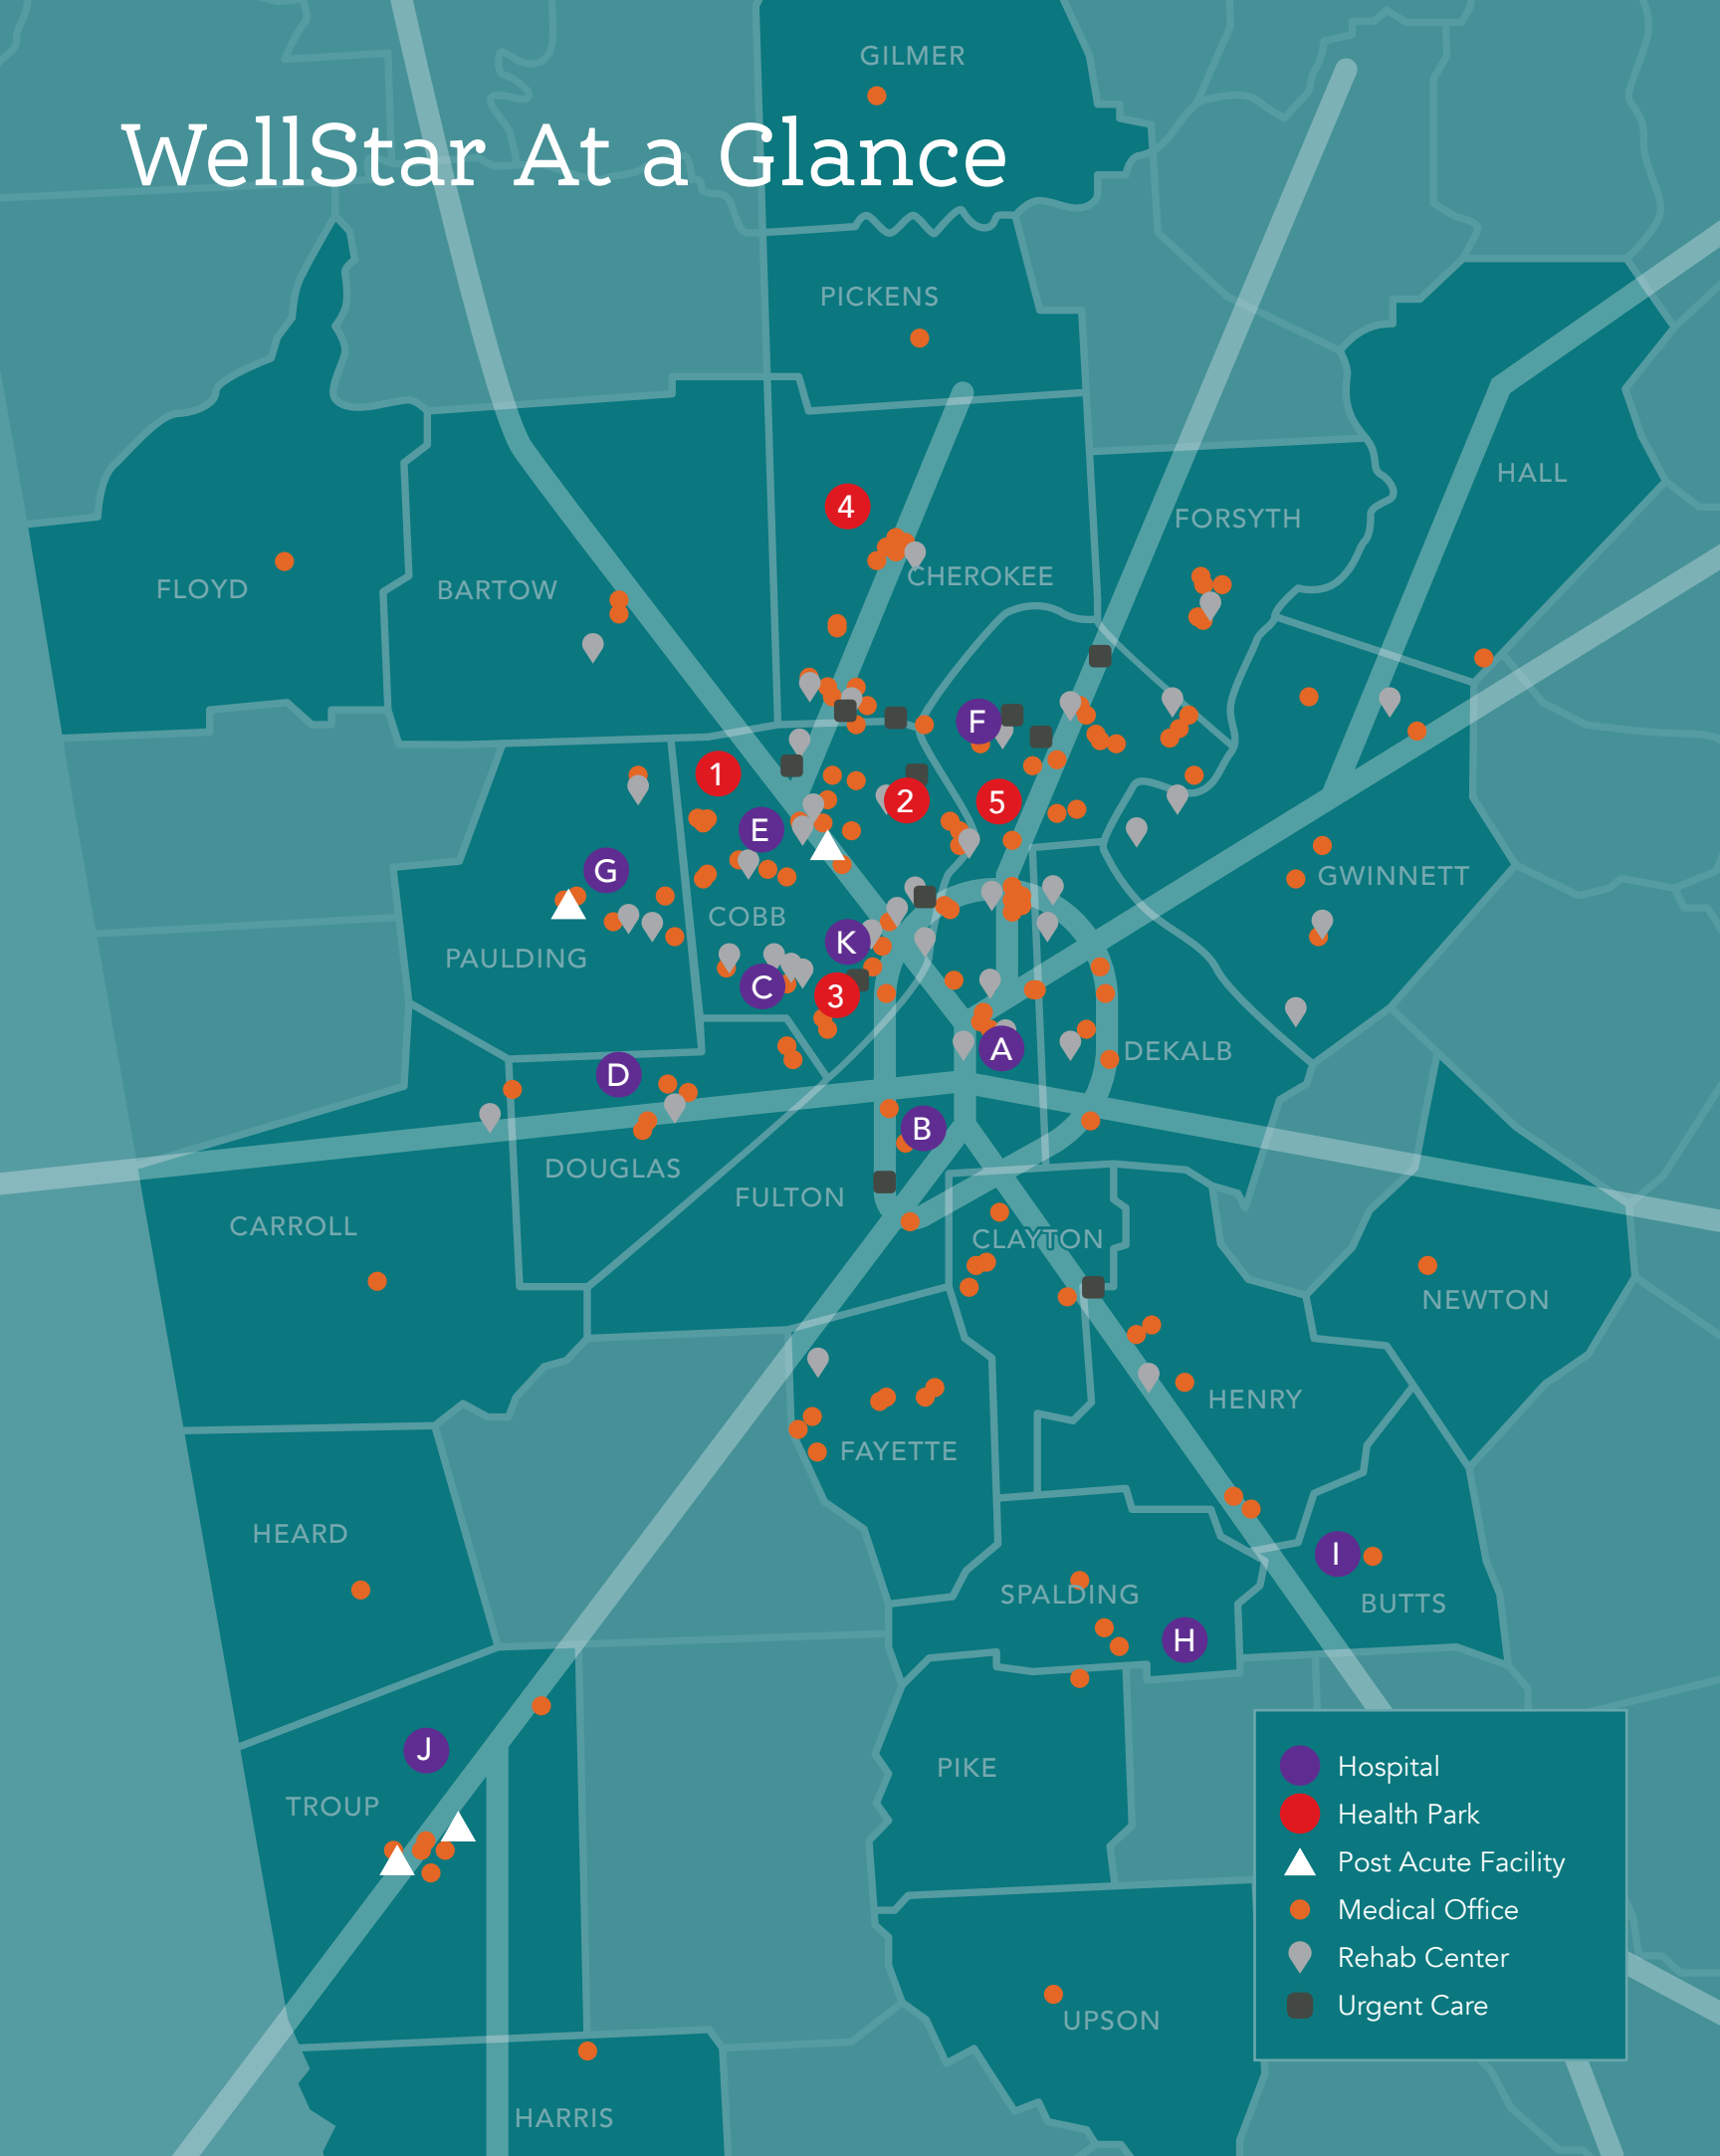 GILMER
WellStar At a Glance
PICKENS
HALL
4
FORSYTH
CHEROKEE
FLOYD
BARTOW
F
1
2
5
E
G
GWINNETT
COBB
K
PAULDING
C
3
A
DEKALB
D
B
DOUGLAS
FULTON
CARROLL
CLAYTON
NEWTON
HENRY
FAYETTE
HEARD
I
SPALDING
BUTTS
H
J
PIKE
TROUP
Hospital
Health Park
Post Acute Facility
Medical Office
Rehab Center
Urgent Care
UPSON
HARRIS